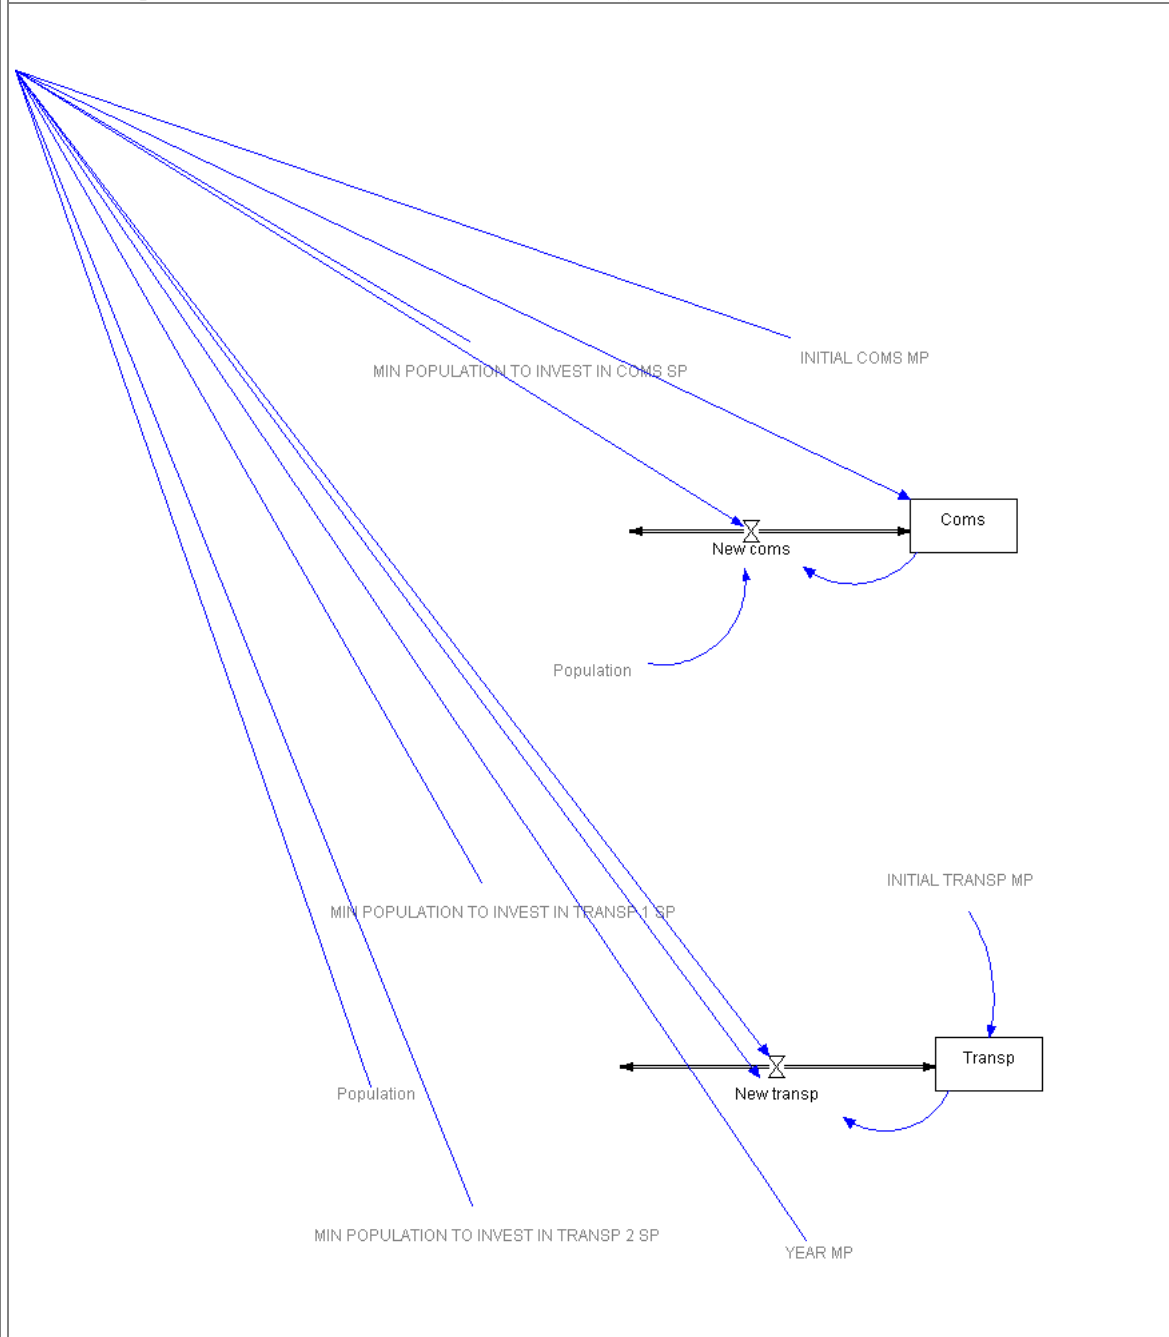 INITIAL COMS MP
MIN POPULATION TO INVEST IN COMS SP
Coms
New coms
Population
INITIAL TRANSP MP
MIN POPULATION TO INVEST IN TRANSP 1 SP
Transp
New transp
Population
MIN POPULATION TO INVEST IN TRANSP 2 SP
YEAR MP